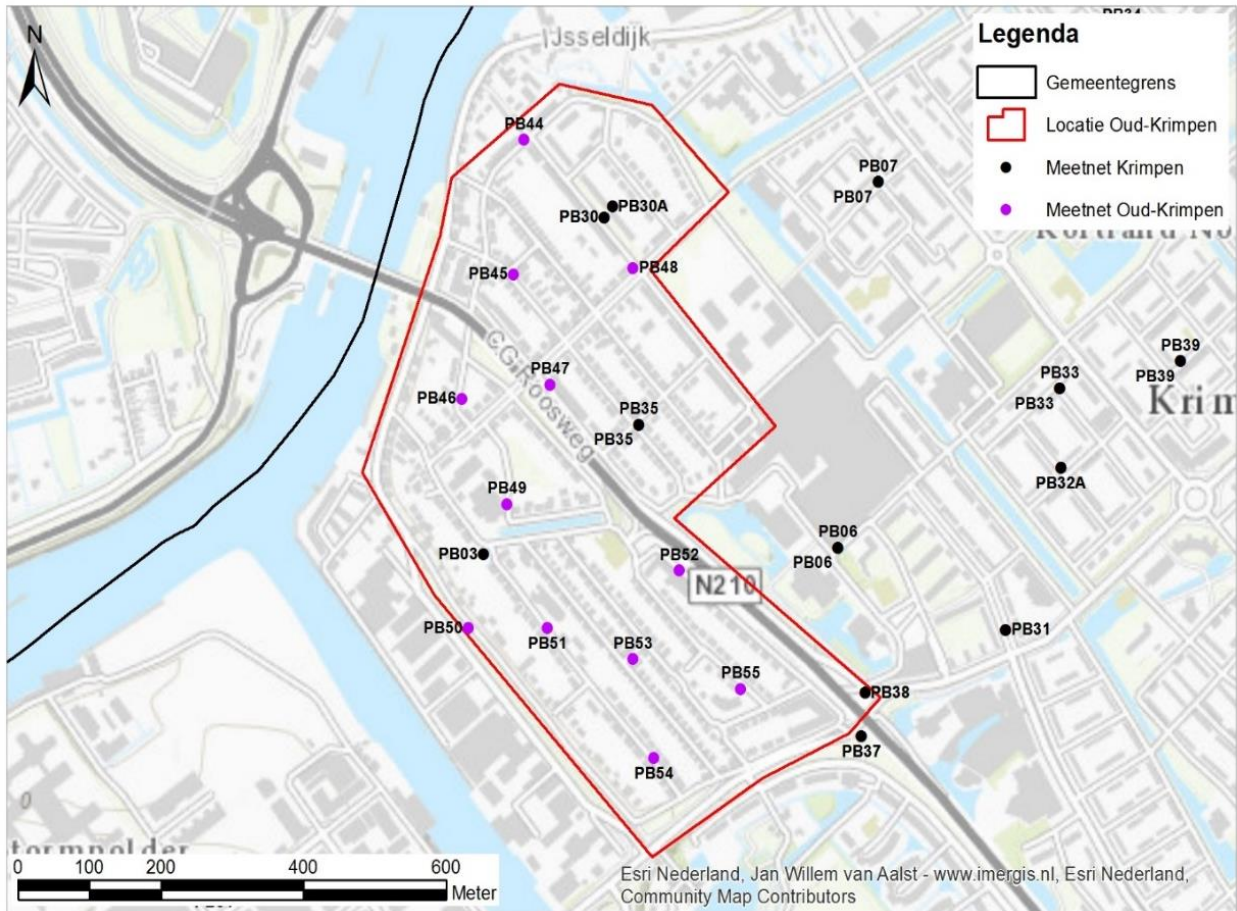 N
IJsseldijk
PB34
Legenda
Gemeentegrens
Locatie Oud-Krimpen
Meetnet Krimpen
Meetnet Oud-Krimpen
PB44
PB07
PB07
PB30A
PB30
PB48
PB45
C.G. Roosweg
PB47
PB46
PB35
PB35
PB39
PB39
PB33
PB33
Krim
PB32A
PB49
PB03
PB52
N210
PB06
PB06
PB50
PB51
PB53
PB55
PB31
PB38
PB37
PB54
0 100 200 400 600
Meter
Esri Nederland, Jan Willem van Aalst - www.imergis.nl, Esri Nederland,
Community Map Contributors